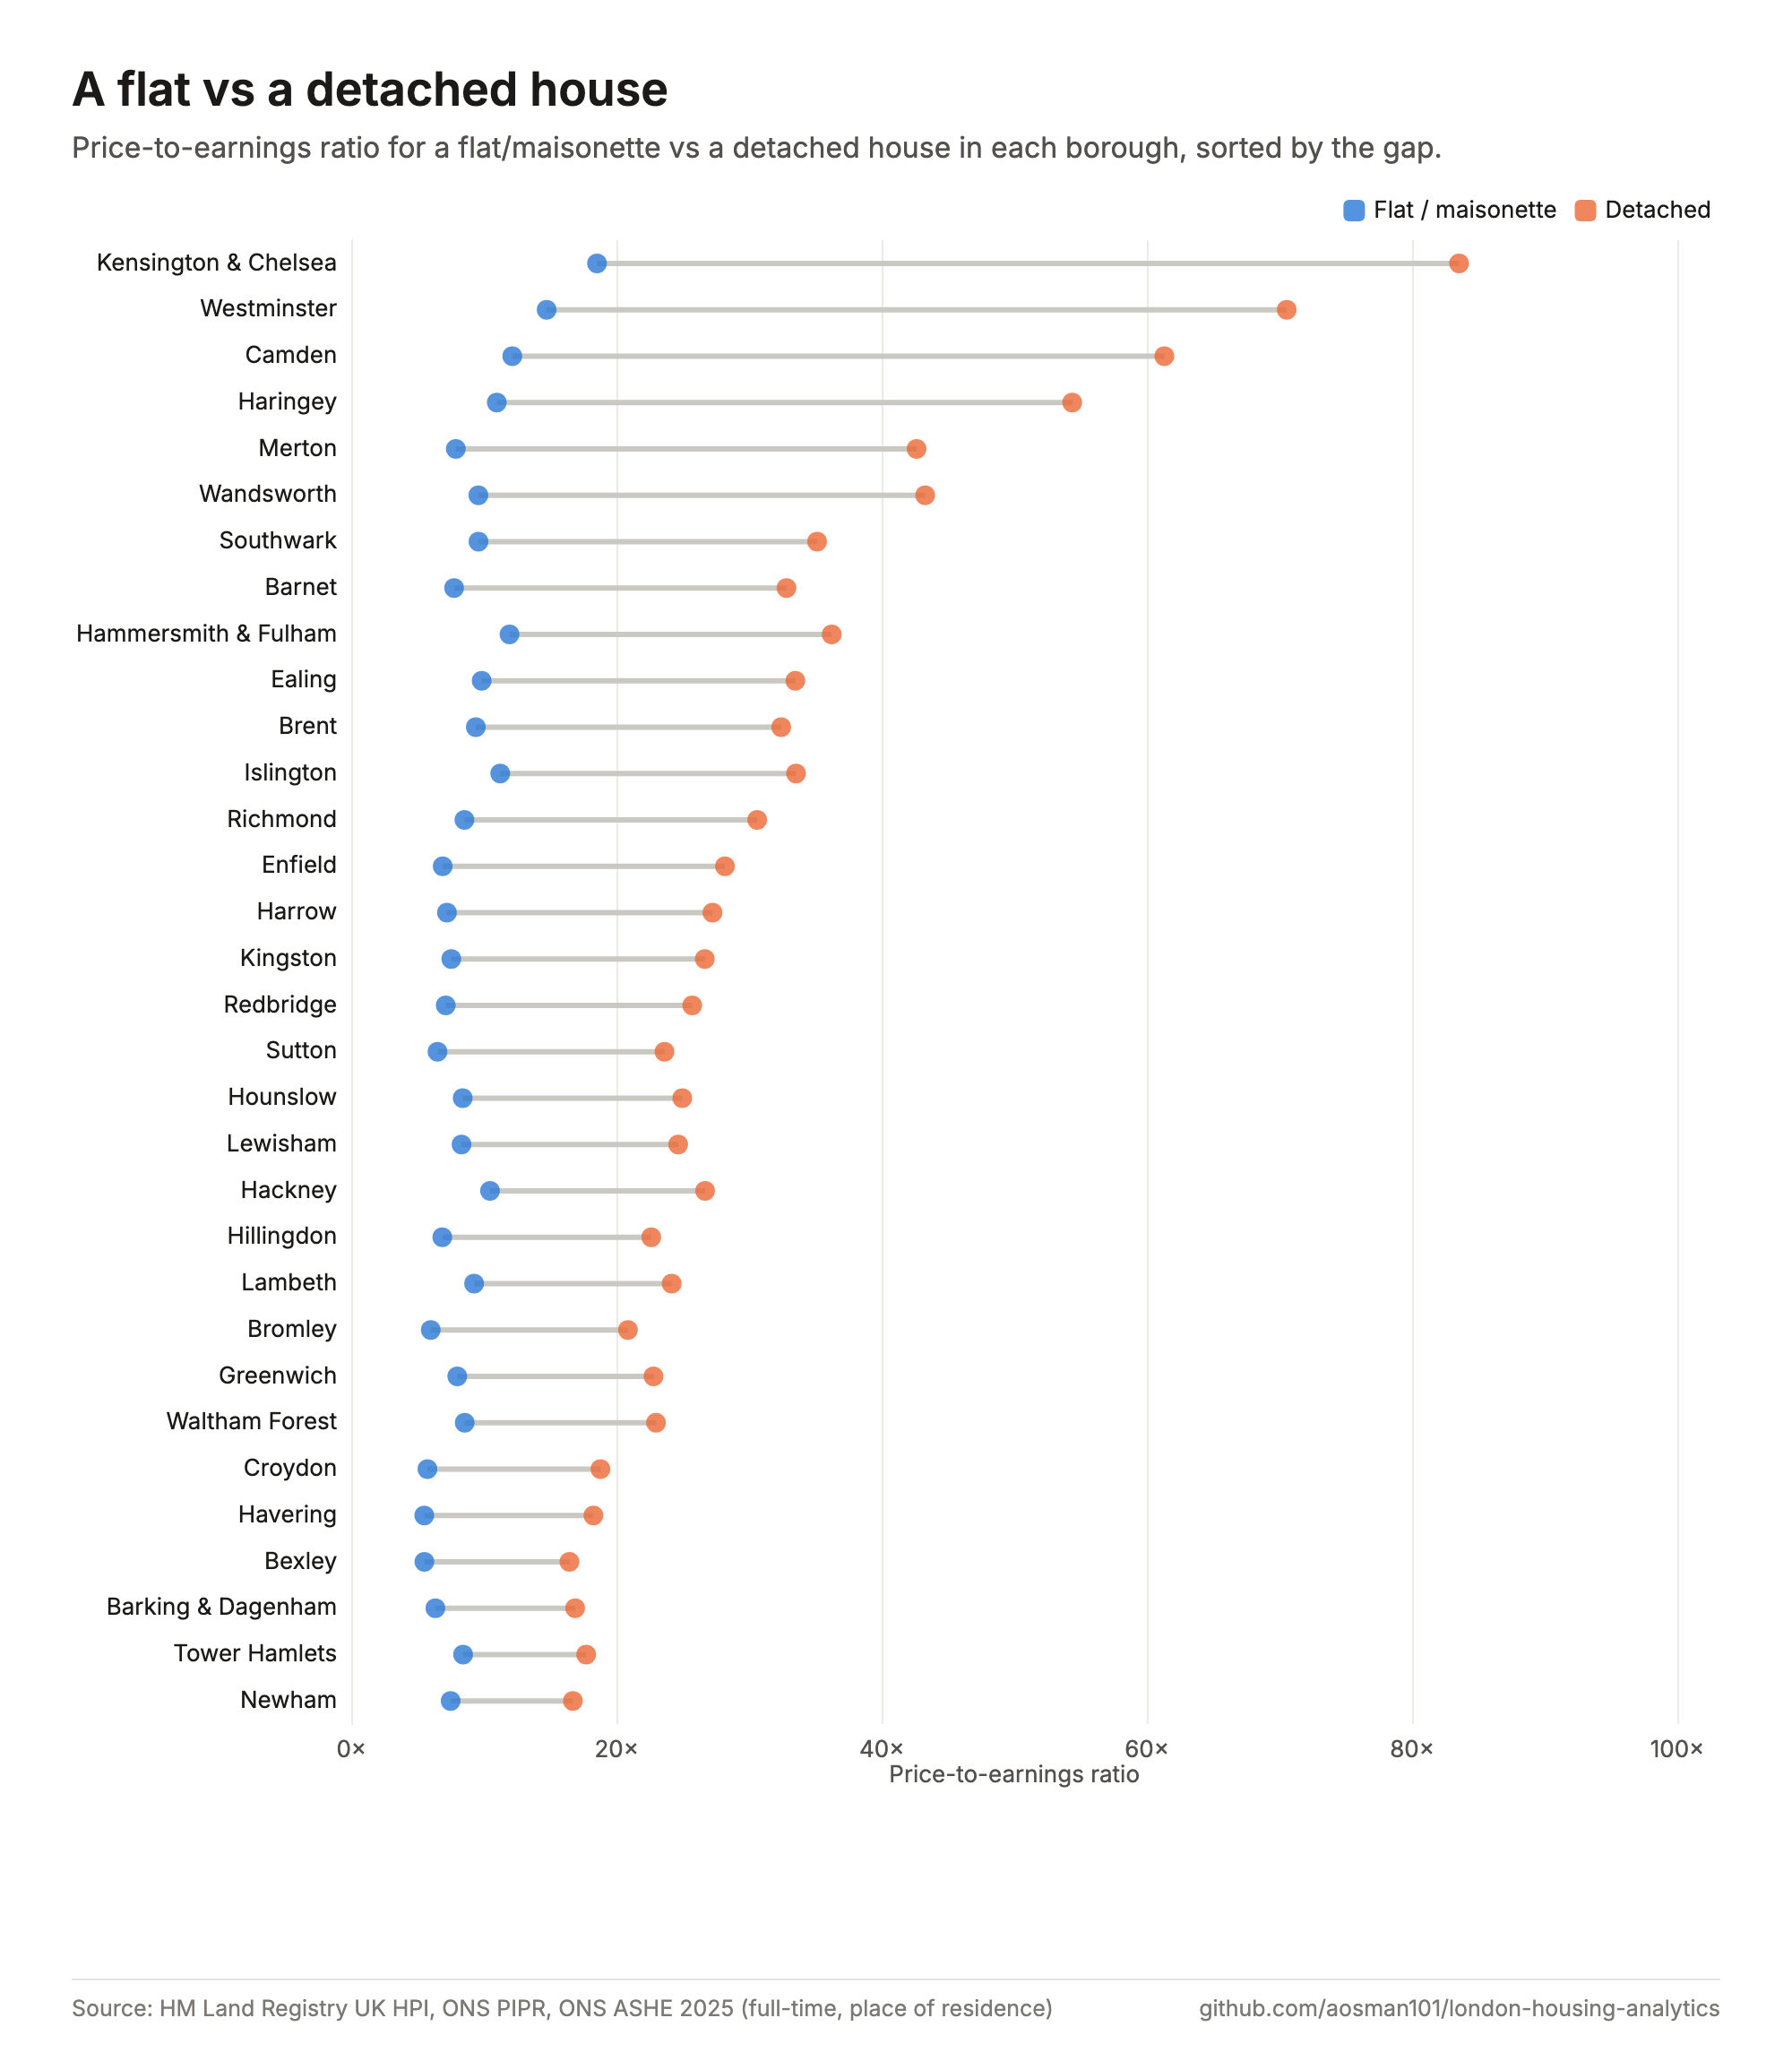 A flat vs a detached house
Price-to-earnings ratio for a flat/maisonette vs a detached house in each borough, sorted by the gap.
Flat / maisonette Detached
Kensington & Chelsea
Westminster
Camden
Haringey
Merton
Wandsworth
Southwark
Barnet
Hammersmith & Fulham
Ealing
Brent
Islington
Richmond
Enfield
Harrow
Kingston
Redbridge
Sutton
Hounslow
Lewisham
Hackney
Hillingdon
Lambeth
Bromley
Greenwich
Waltham Forest
Croydon
Havering
Bexley
Barking & Dagenham
Tower Hamlets
Newham
0× 20× 40× 60× 80× 100×
Price-to-earnings ratio
Source: HM Land Registry UK HPI, ONS PIPR, ONS ASHE 2025 (full-time, place of residence) github.com/aosman101/london-housing-analytics